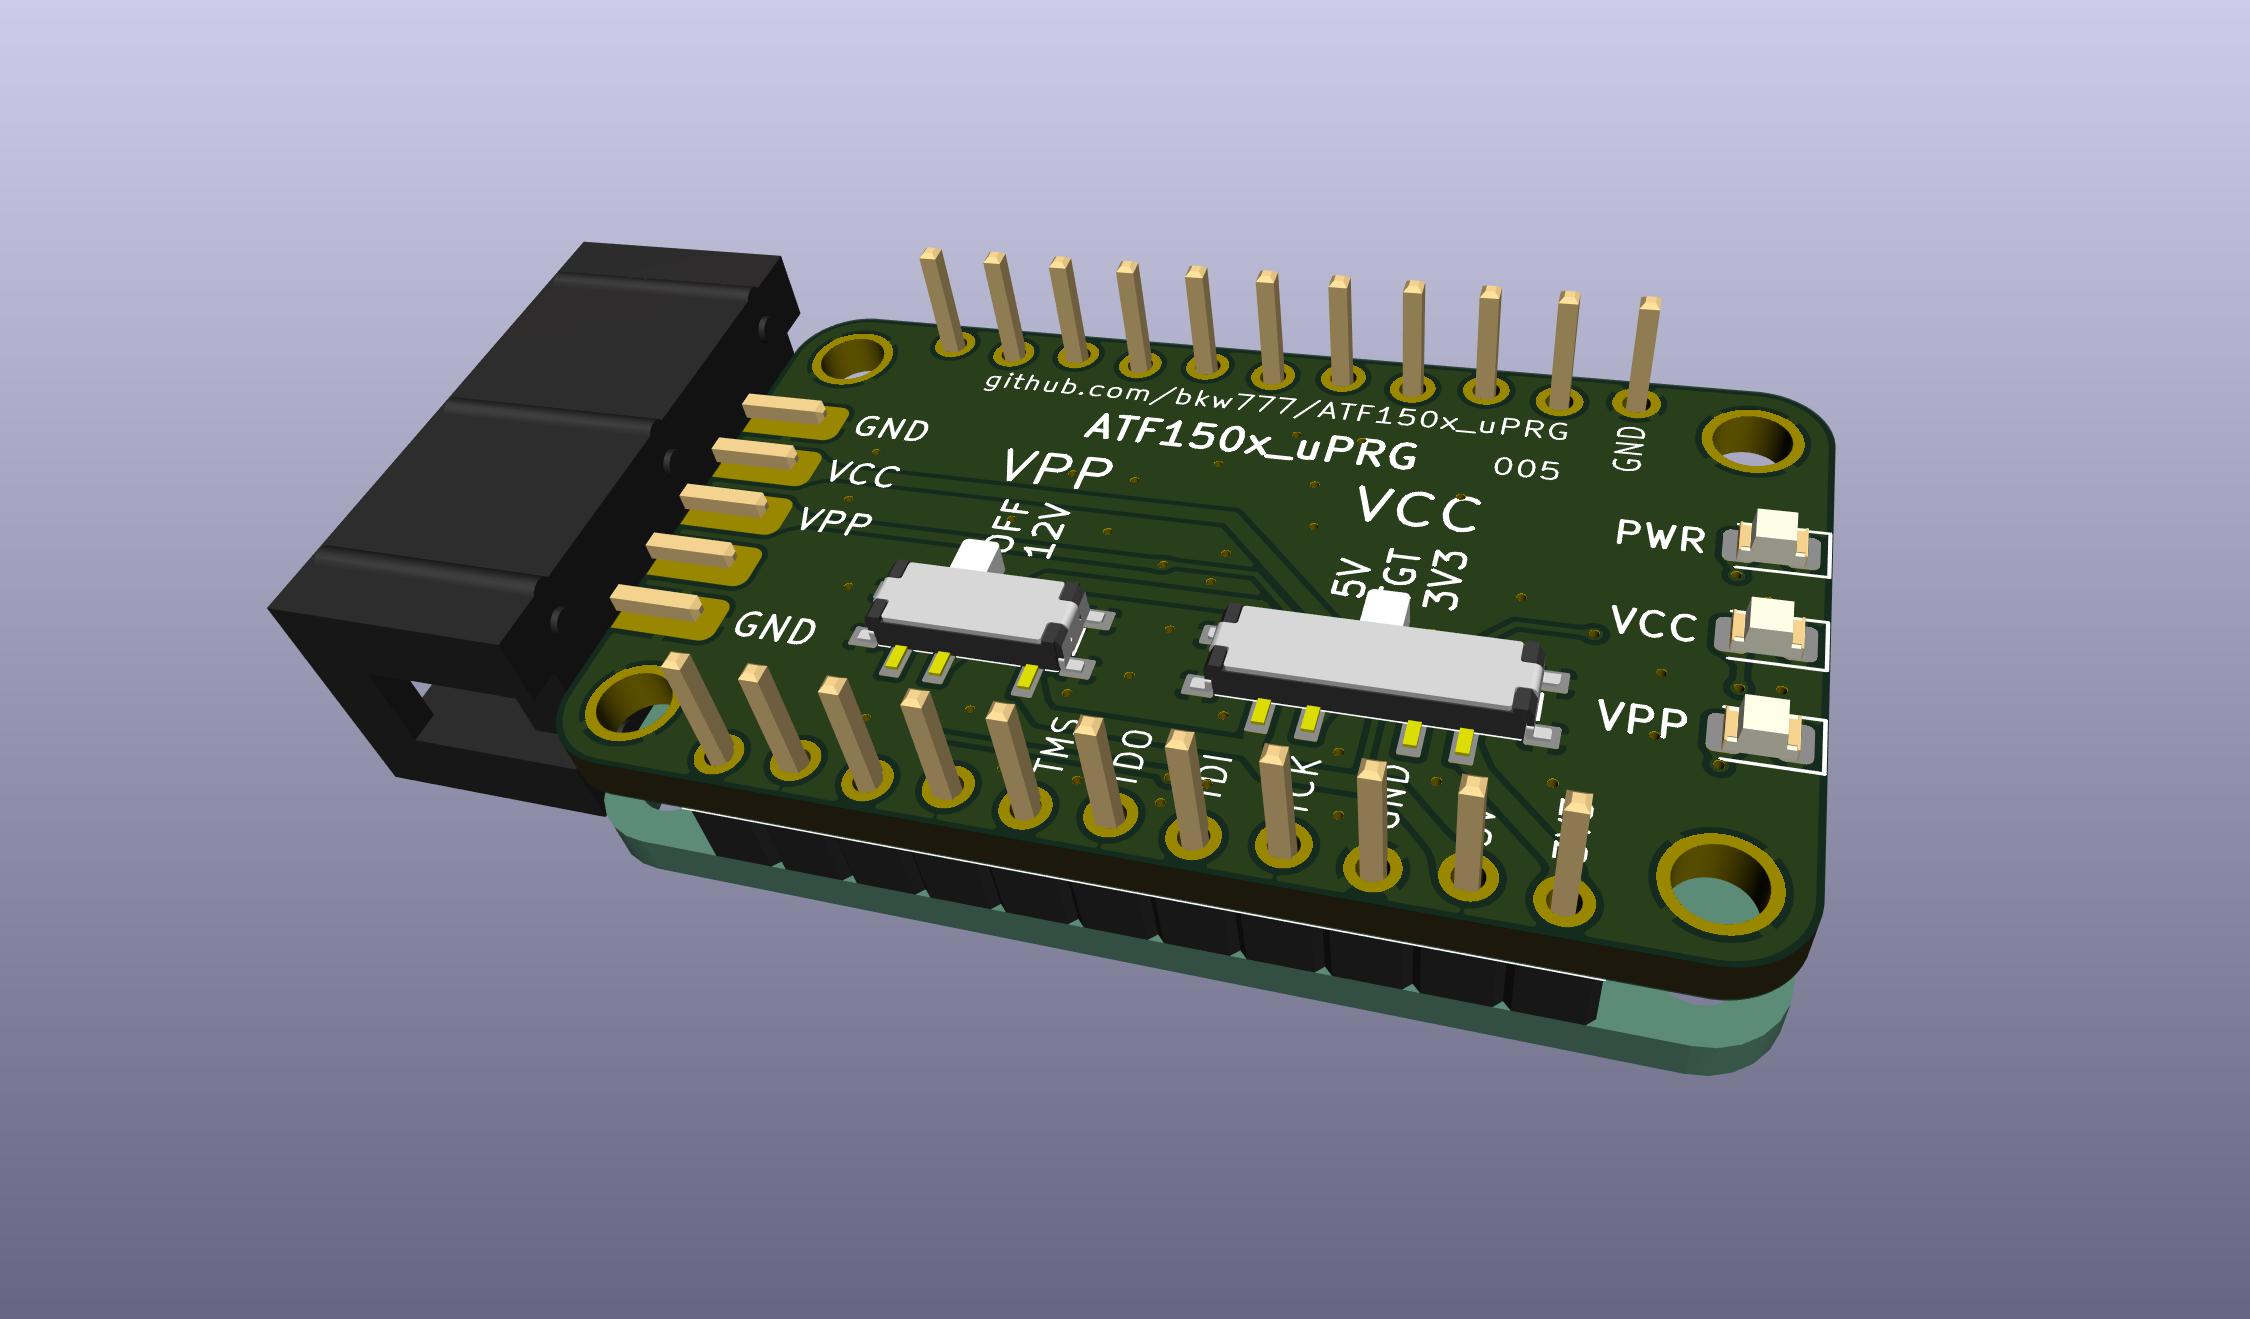 github.com/bkw777/ATF150x_uPRG
ATF150x_uPRG
005
GND
GND
VCC
VPP
GND
VPP
OFF
12V
VCC
5V
TGT
3V3
PWR
VCC
VPP
TMS
TDO
TDI
TCK
GND
5V